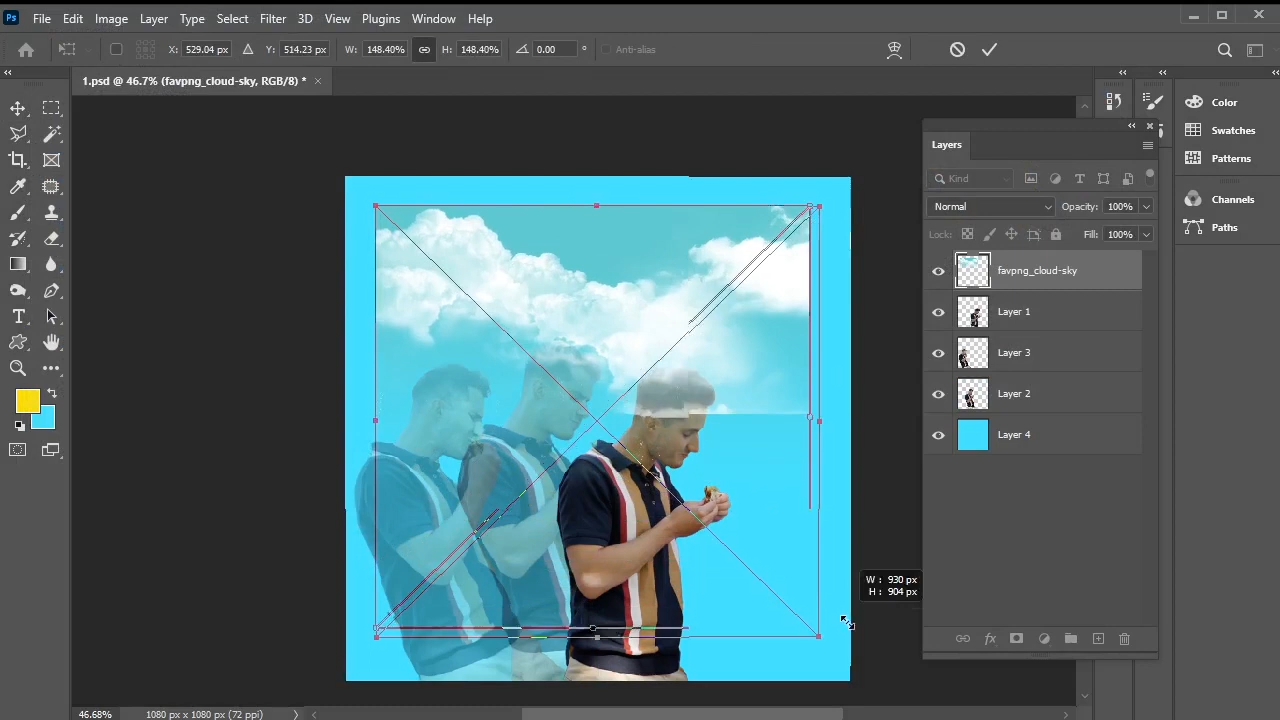 Ps File Edit Image Layer Type Select Filter 3D View Plugins Window Help
X: 529.04 px Y: 514.23 px W: 148.40% H: 148.40% 0.00 ° Anti-alias
1.psd @ 46.7% (favpng_cloud-sky, RGB/8) * ×
Color
Swatches
Patterns
Channels
Paths
Layers
Kind
Normal Opacity: 100%
Lock: Fill: 100%
favpng_cloud-sky
Layer 1
Layer 3
Layer 2
Layer 4
W : 930 px
H : 904 px
fx
46.68% 1080 px x 1080 px (72 ppi)